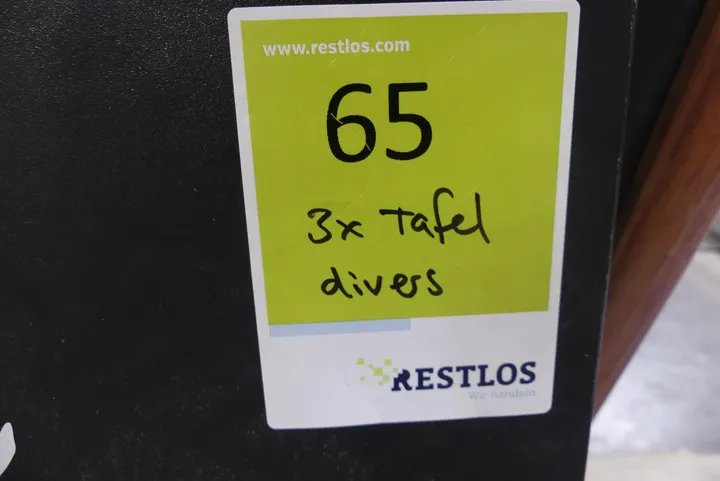 www.restlos.com
65
3x Tafel
divers
RESTLOS
Wir handeln